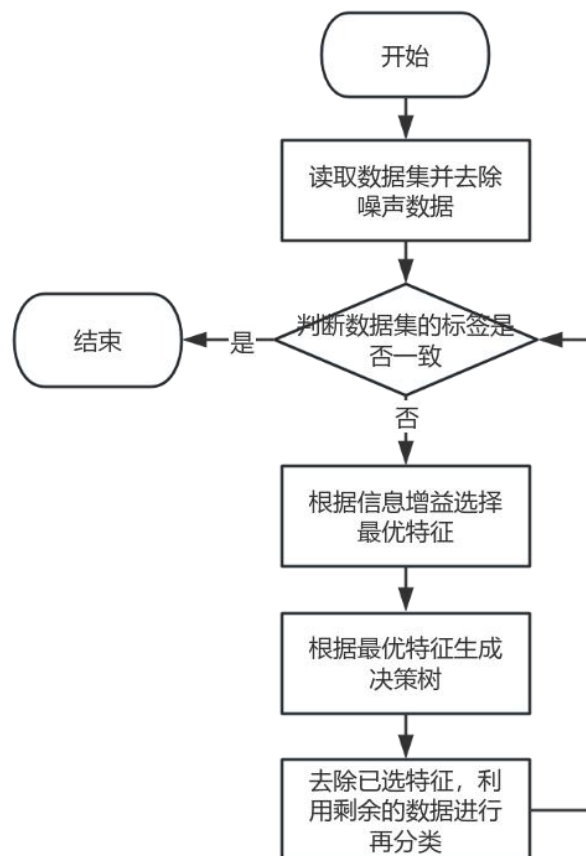 开始
读取数据集并去除
噪声数据
判断数据集的标签是
否一致
是
结束
否
根据信息增益选择
最优特征
根据最优特征生成
决策树
去除已选特征，利
用剩余的数据进行
再分类